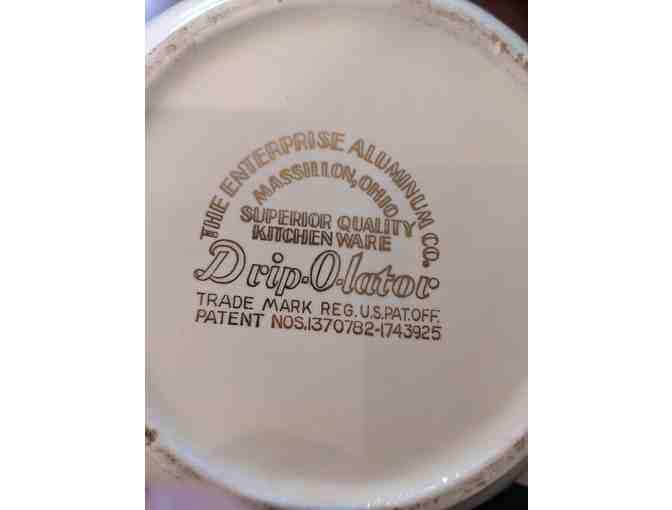 THE ENTERPRISE ALUMINUM CO.
MASSILLON, OHIO
SUPERIOR QUALITY
KITCHEN WARE
Drip-O-lator
TRADE MARK REG. U.S. PAT. OFF.
PATENT NOS. 1370782-1743925